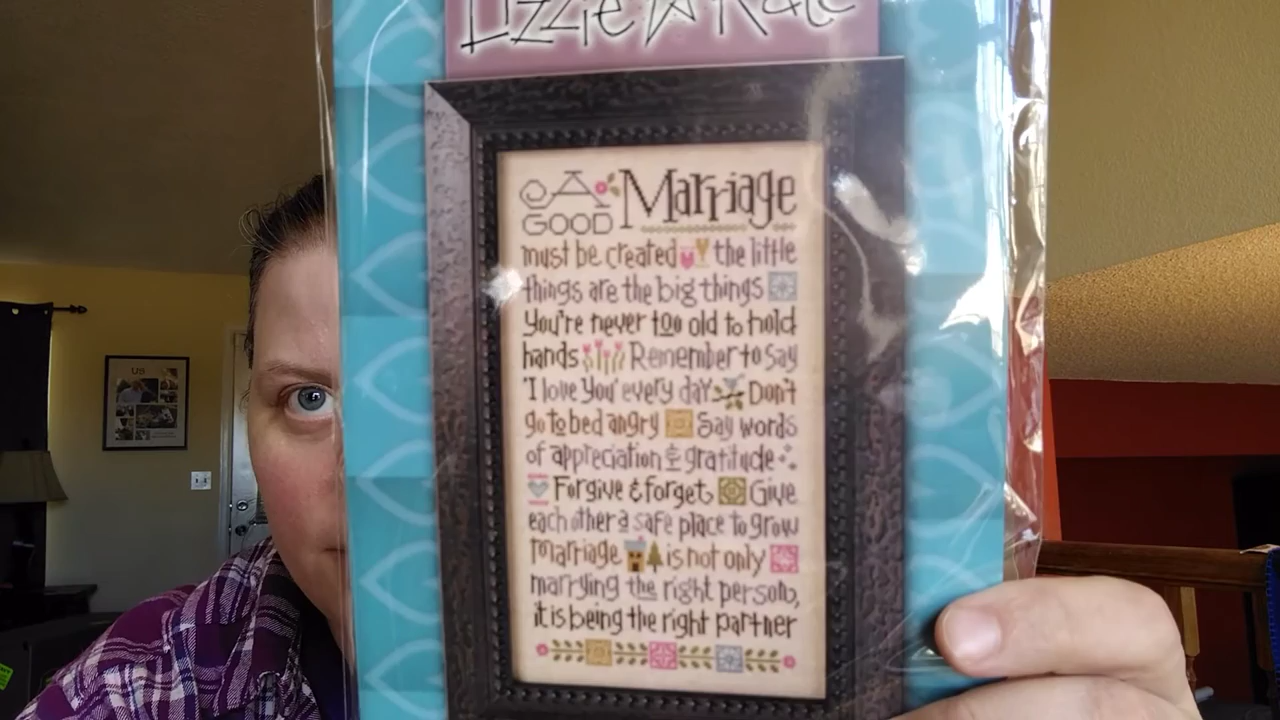 Lizzie Kate
A GOOD Marriage
must be created the little
things are the big things
You're never too old to hold
hands Remember to say
"I love You" every day Don't
go to bed angry Say words
of appreciation & gratitude
Forgive & forget Give
each other a safe place to grow
Marriage is not only
marrying the right person,
it is being the right partner
US